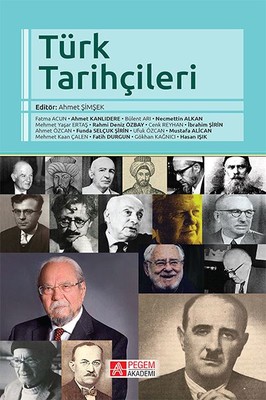 Türk
Tarihçileri
Editör: Ahmet ŞİMŞEK
Fatma ACUN • Ahmet KANLIDERE • Bülent ARI • Necmettin ALKAN
Mehmet Yaşar ERTAŞ • Rahmi Deniz ÖZBAY • Cenk REYHAN • İbrahim ŞİRİN
Ahmet ÖZCAN • Funda SELÇUK ŞİRİN • Ufuk ÖZCAN • Mustafa ALİCAN
Mehmet Kaan ÇALEN • Fatih DURGUN • Gökhan KAĞNICI • Hasan IŞIK
PEGEM
AKADEMİ